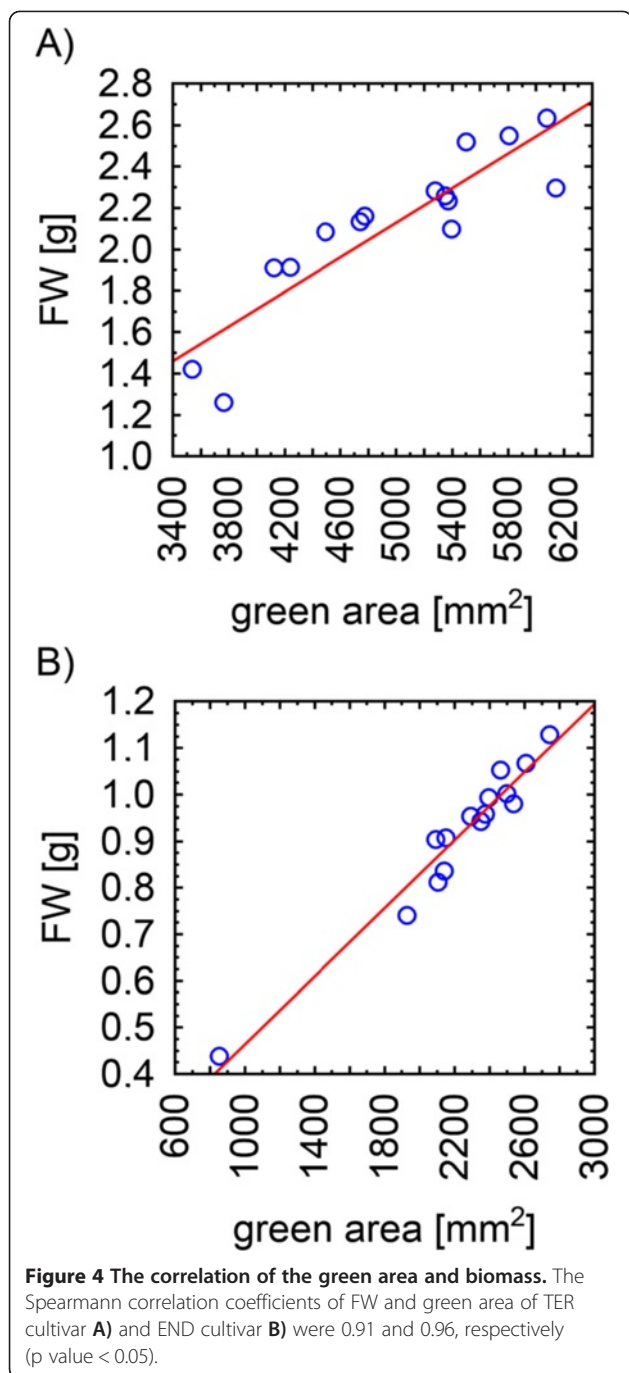 A)
2.8
2.6
2.4
2.2
2.0
1.8
1.6
1.4
1.2
1.0
FW [g]
3400 3800 4200 4600 5000 5400 5800 6200
green area [mm²]
B)
1.2
1.1
1.0
0.9
0.8
0.7
0.6
0.5
0.4
FW [g]
600 1000 1400 1800 2200 2600 3000
green area [mm²]
Figure 4 The correlation of the green area and biomass. The
Spearmann correlation coefficients of FW and green area of TER
cultivar A) and END cultivar B) were 0.91 and 0.96, respectively
(p value < 0.05).